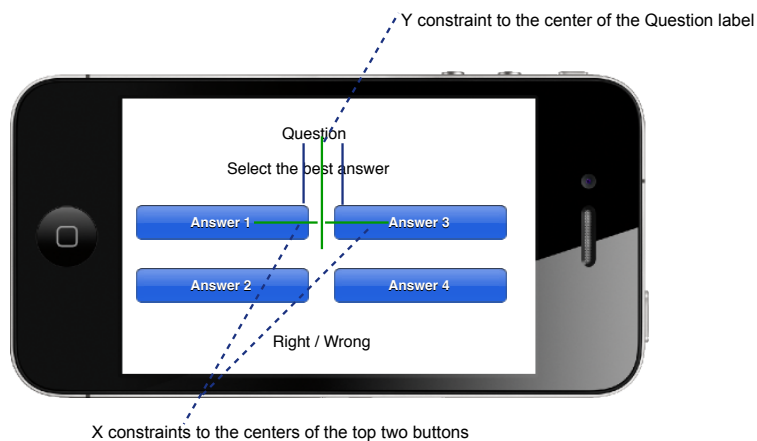 Y constraint to the center of the Question label
Question
Select the best answer
Answer 1
Answer 3
Answer 2
Answer 4
Right / Wrong
X constraints to the centers of the top two buttons